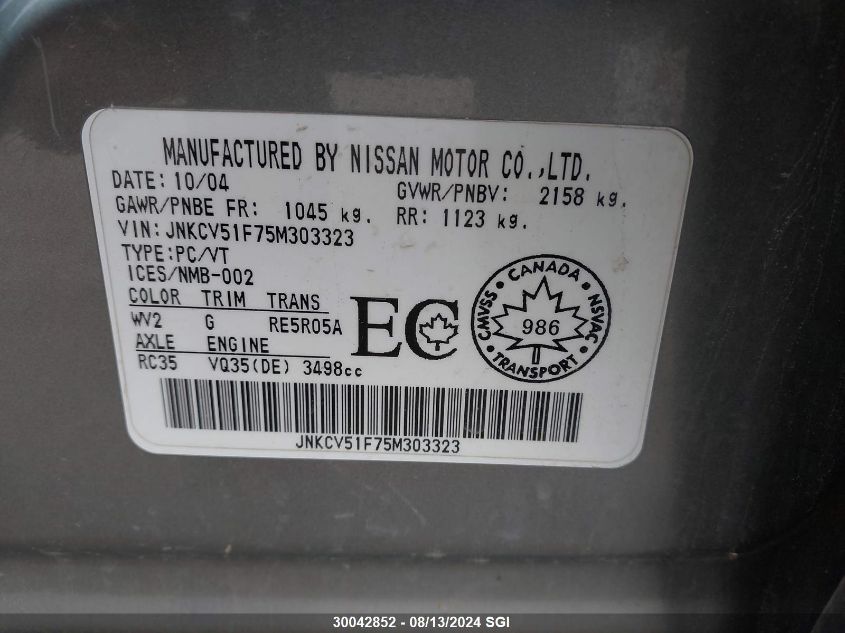 MANUFACTURED BY NISSAN MOTOR CO.,LTD.
DATE: 10/04 GVWR/PNBV: 2158 kg.
GAWR/PNBE FR: 1045 kg. RR: 1123 kg.
VIN: JNKCV51F75M303323
TYPE: PC/VT
ICES/NMB-002
COLOR TRIM TRANS
WV2 G RE5R05A
AXLE ENGINE
RC35 VQ35(DE) 3498cc
EC
CANADA
CMVSS NSVAC
986
TRANSPORT
JNKCV51F75M303323
30042852 - 08/13/2024 SGI